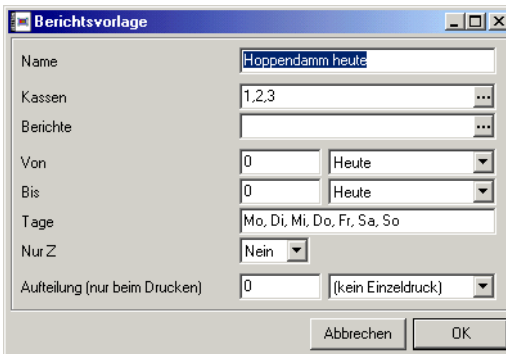 Berichtsvorlage
Name Hoppendamm heute
Kassen 1,2,3 ...
Berichte ...
Von 0 Heute
Bis 0 Heute
Tage Mo, Di, Mi, Do, Fr, Sa, So
Nur Z Nein
Aufteilung (nur beim Drucken) 0 (kein Einzeldruck)
Abbrechen OK